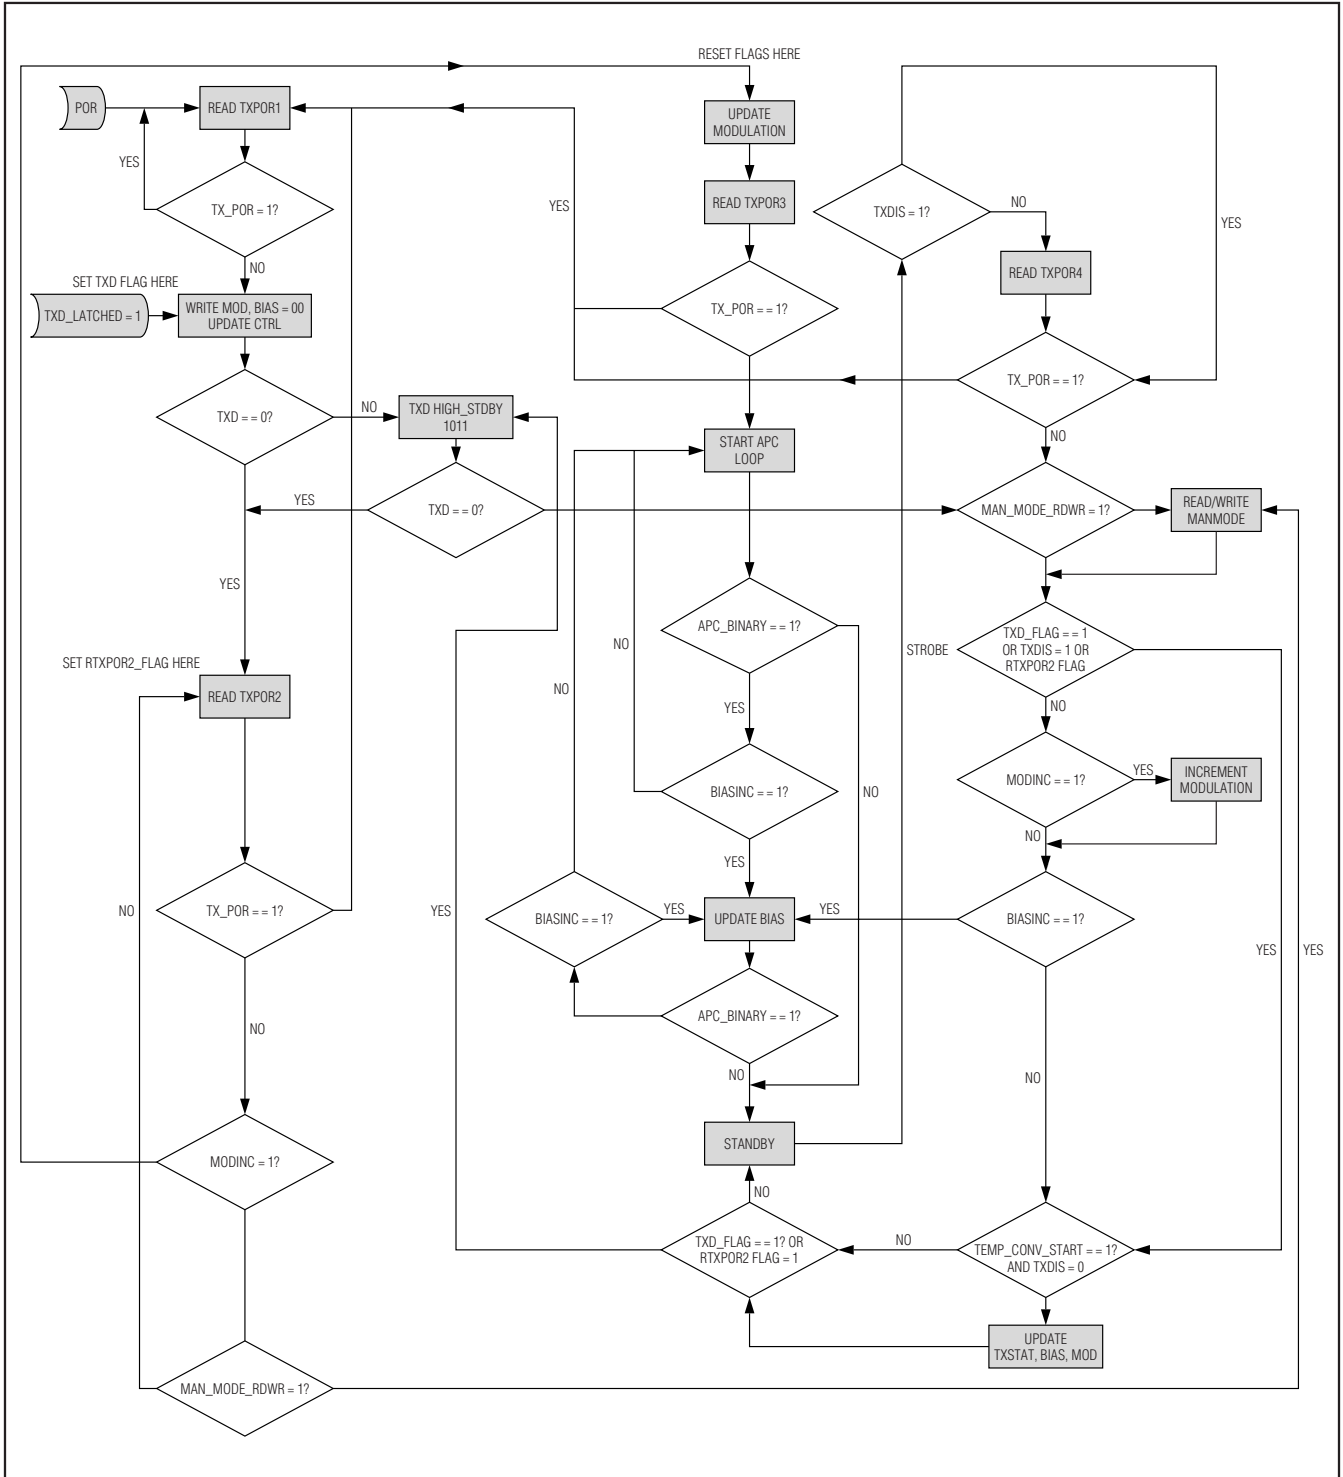 RESET FLAGS HERE
POR
READ TXPOR1
UPDATE
MODULATION
YES
TX_POR = 1?
READ TXPOR3
YES
TXDIS = 1?
NO
YES
NO
READ TXPOR4
SET TXD FLAG HERE
TXD_LATCHED = 1
WRITE MOD, BIAS = 00
UPDATE CTRL
TX_POR = = 1?
TX_POR = = 1?
TXD = = 0?
NO
TXD HIGH_STDBY
1011
START APC
LOOP
NO
YES
TXD = = 0?
MAN_MODE_RDWR = 1?
READ/WRITE
MANMODE
YES
NO
APC_BINARY = = 1?
STROBE
TXD_FLAG = = 1
OR TXDIS = 1 OR
RTXPOR2 FLAG
SET RTXPOR2_FLAG HERE
READ TXPOR2
NO
YES
NO
BIASINC = = 1?
NO
MODINC = = 1?
YES
INCREMENT
MODULATION
NO
YES
NO
TX_POR = = 1?
YES
BIASINC = = 1?
YES
UPDATE BIAS
YES
BIASINC = = 1?
YES
YES
NO
APC_BINARY = = 1?
NO
NO
STANDBY
MODINC = 1?
NO
TXD_FLAG = = 1? OR
RTXPOR2 FLAG = 1
NO
TEMP_CONV_START = = 1?
AND TXDIS = 0
UPDATE
TXSTAT, BIAS, MOD
MAN_MODE_RDWR = 1?